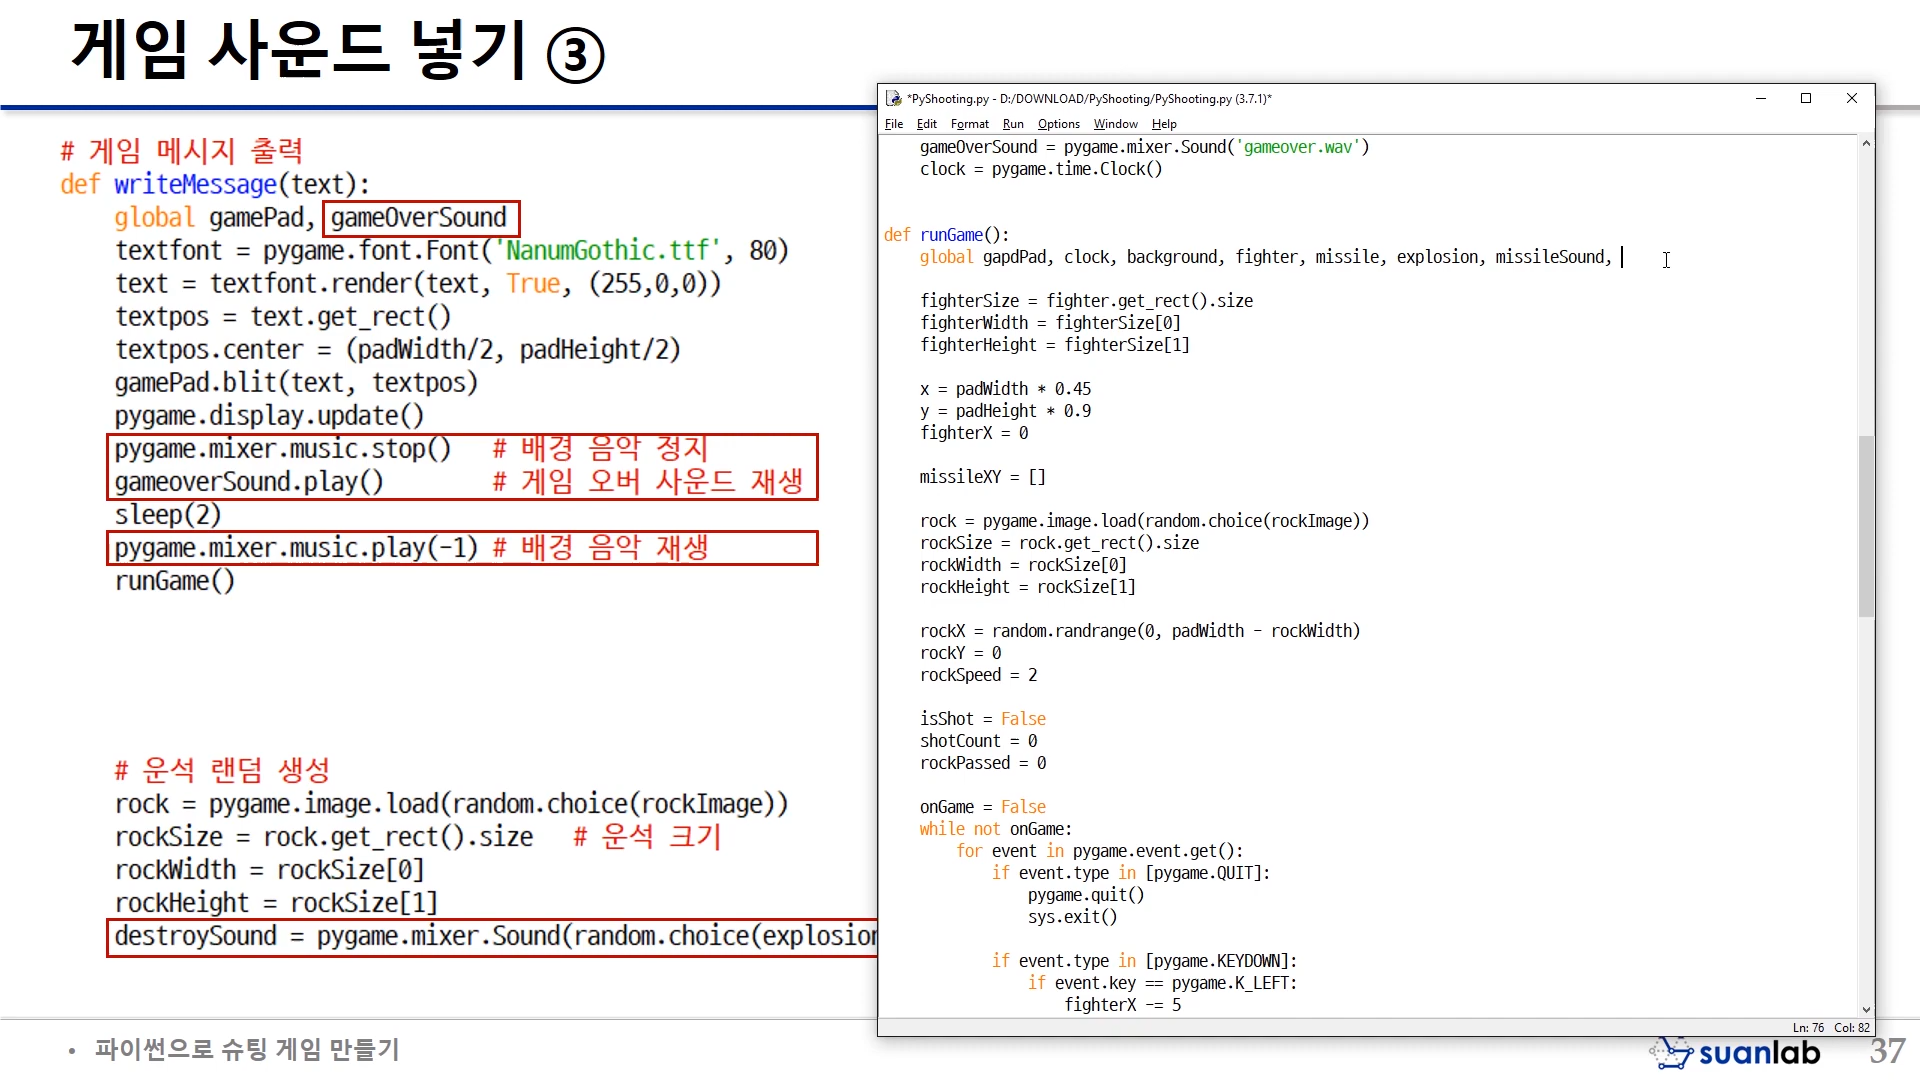 게임 사운드 넣기 ③
# 게임 메시지 출력
def writeMessage(text):
global gamePad, gameOverSound
textfont = pygame.font.Font('NanumGothic.ttf', 80)
text = textfont.render(text, True, (255,0,0))
textpos = text.get_rect()
textpos.center = (padWidth/2, padHeight/2)
gamePad.blit(text, textpos)
pygame.display.update()
pygame.mixer.music.stop() # 배경 음악 정지
gameoverSound.play() # 게임 오버 사운드 재생
sleep(2)
pygame.mixer.music.play(-1) # 배경 음악 재생
runGame()
# 운석 랜덤 생성
rock = pygame.image.load(random.choice(rockImage))
rockSize = rock.get_rect().size # 운석 크기
rockWidth = rockSize[0]
rockHeight = rockSize[1]
destroySound = pygame.mixer.Sound(random.choice(explosion
*PyShooting.py - D:/DOWNLOAD/PyShooting/PyShooting.py (3.7.1)*
File Edit Format Run Options Window Help
gameOverSound = pygame.mixer.Sound('gameover.wav')
clock = pygame.time.Clock()
def runGame():
global gapdPad, clock, background, fighter, missile, explosion, missileSound,
fighterSize = fighter.get_rect().size
fighterWidth = fighterSize[0]
fighterHeight = fighterSize[1]
x = padWidth * 0.45
y = padHeight * 0.9
fighterX = 0
missileXY = []
rock = pygame.image.load(random.choice(rockImage))
rockSize = rock.get_rect().size
rockWidth = rockSize[0]
rockHeight = rockSize[1]
rockX = random.randrange(0, padWidth - rockWidth)
rockY = 0
rockSpeed = 2
isShot = False
shotCount = 0
rockPassed = 0
onGame = False
while not onGame:
for event in pygame.event.get():
if event.type in [pygame.QUIT]:
pygame.quit()
sys.exit()
if event.type in [pygame.KEYDOWN]:
if event.key == pygame.K_LEFT:
fighterX -= 5
Ln: 76 Col: 82
• 파이썬으로 슈팅 게임 만들기
suanlab
37